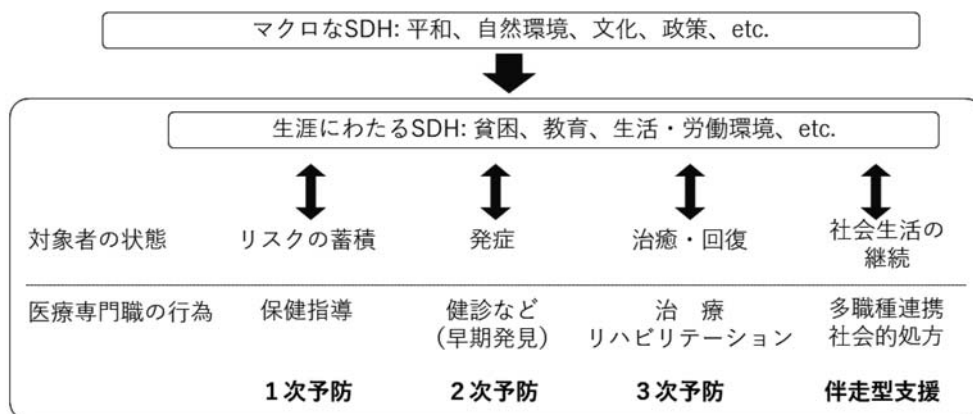 マクロなSDH: 平和、自然環境、文化、政策、etc.
生涯にわたるSDH: 貧困、教育、生活・労働環境、etc.
対象者の状態 リスクの蓄積 発症 治癒・回復 社会生活の
継続
医療専門職の行為 保健指導 健診など 治 療 多職種連携
(早期発見) リハビリテーション 社会的処方
1次予防 2次予防 3次予防 伴走型支援